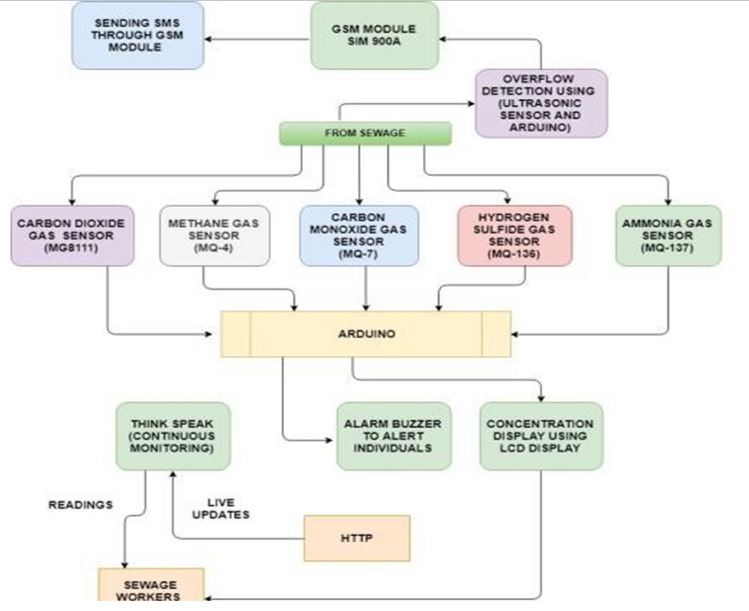 SENDING SMS
THROUGH GSM
MODULE
GSM MODULE
SIM 900A
OVERFLOW
DETECTION USING
(ULTRASONIC
SENSOR AND
ARDUINO)
FROM SEWAGE
CARBON DIOXIDE
GAS SENSOR
(MG8111)
METHANE GAS
SENSOR
(MQ-4)
CARBON
MONOXIDE GAS
SENSOR
(MQ-7)
HYDROGEN
SULFIDE GAS
SENSOR
(MQ-136)
AMMONIA GAS
SENSOR
(MQ-137)
ARDUINO
THINK SPEAK
(CONTINUOUS
MONITORING)
ALARM BUZZER
TO ALERT
INDIVIDUALS
CONCENTRATION
DISPLAY USING
LCD DISPLAY
READINGS
LIVE
UPDATES
HTTP
SEWAGE
WORKERS